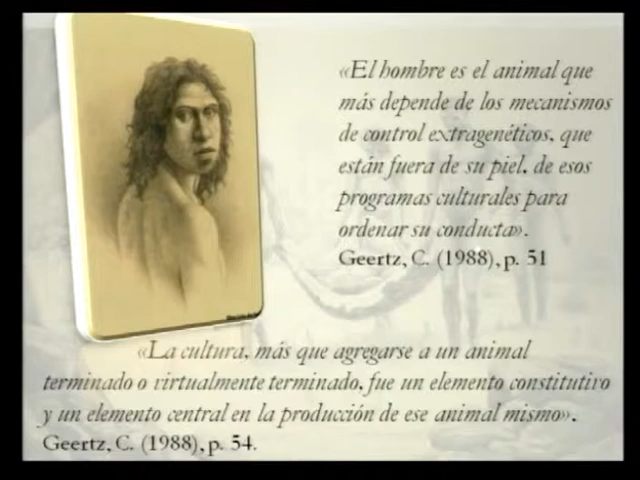 «El hombre es el animal que
más depende de los mecanismos
de control extragenéticos, que
están fuera de su piel, de esos
programas culturales para
ordenar su conducta».
Geertz, C. (1988), p. 51
«La cultura, más que agregarse a un animal
terminado o virtualmente terminado, fue un elemento constitutivo
y un elemento central en la producción de ese animal mismo».
Geertz, C. (1988), p. 54.